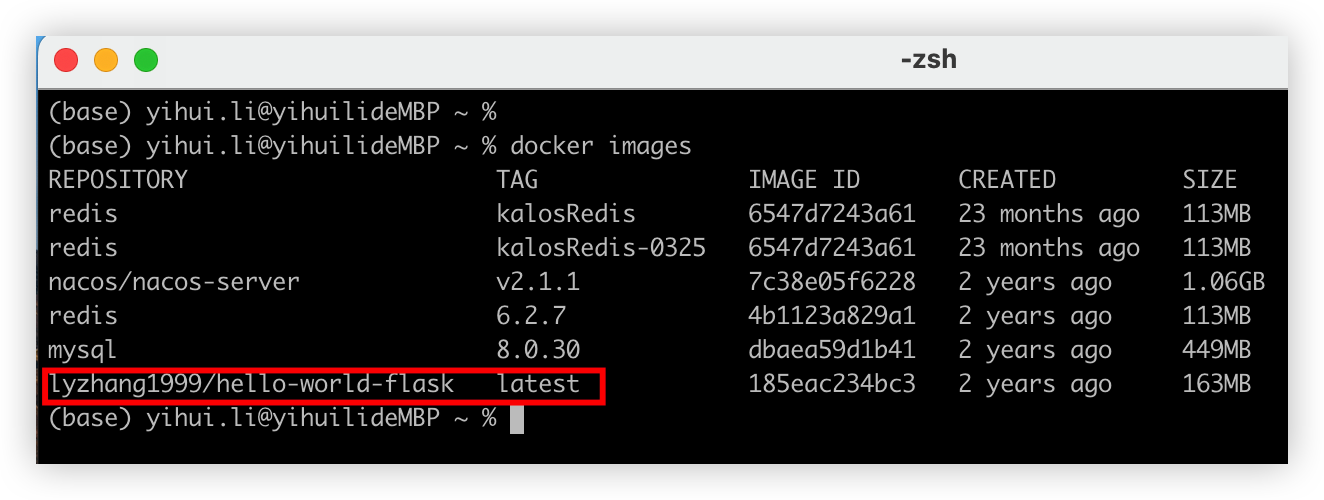 -zsh
(base) yihui.li@yihuilideMBP ~ %
(base) yihui.li@yihuilideMBP ~ % docker images
REPOSITORY TAG IMAGE ID CREATED SIZE
redis kalosRedis 6547d7243a61 23 months ago 113MB
redis kalosRedis-0325 6547d7243a61 23 months ago 113MB
nacos/nacos-server v2.1.1 7c38e05f6228 2 years ago 1.06GB
redis 6.2.7 4b1123a829a1 2 years ago 113MB
mysql 8.0.30 dbaea59d1b41 2 years ago 449MB
lyzhang1999/hello-world-flask latest 185eac234bc3 2 years ago 163MB
(base) yihui.li@yihuilideMBP ~ %